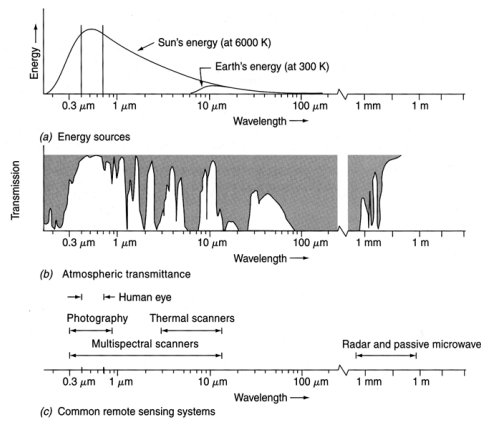 Energy
Sun's energy (at 6000 K)
Earth's energy (at 300 K)
0.3 μm 1 μm 10 μm 100 μm 1 mm 1 m
Wavelength
(a) Energy sources
Transmission
0.3 μm 1 μm 10 μm 100 μm 1 mm 1 m
Wavelength
(b) Atmospheric transmittance
Human eye
Photography Thermal scanners
Multispectral scanners Radar and passive microwave
0.3 μm 1 μm 10 μm 100 μm 1 mm 1 m
Wavelength
(c) Common remote sensing systems